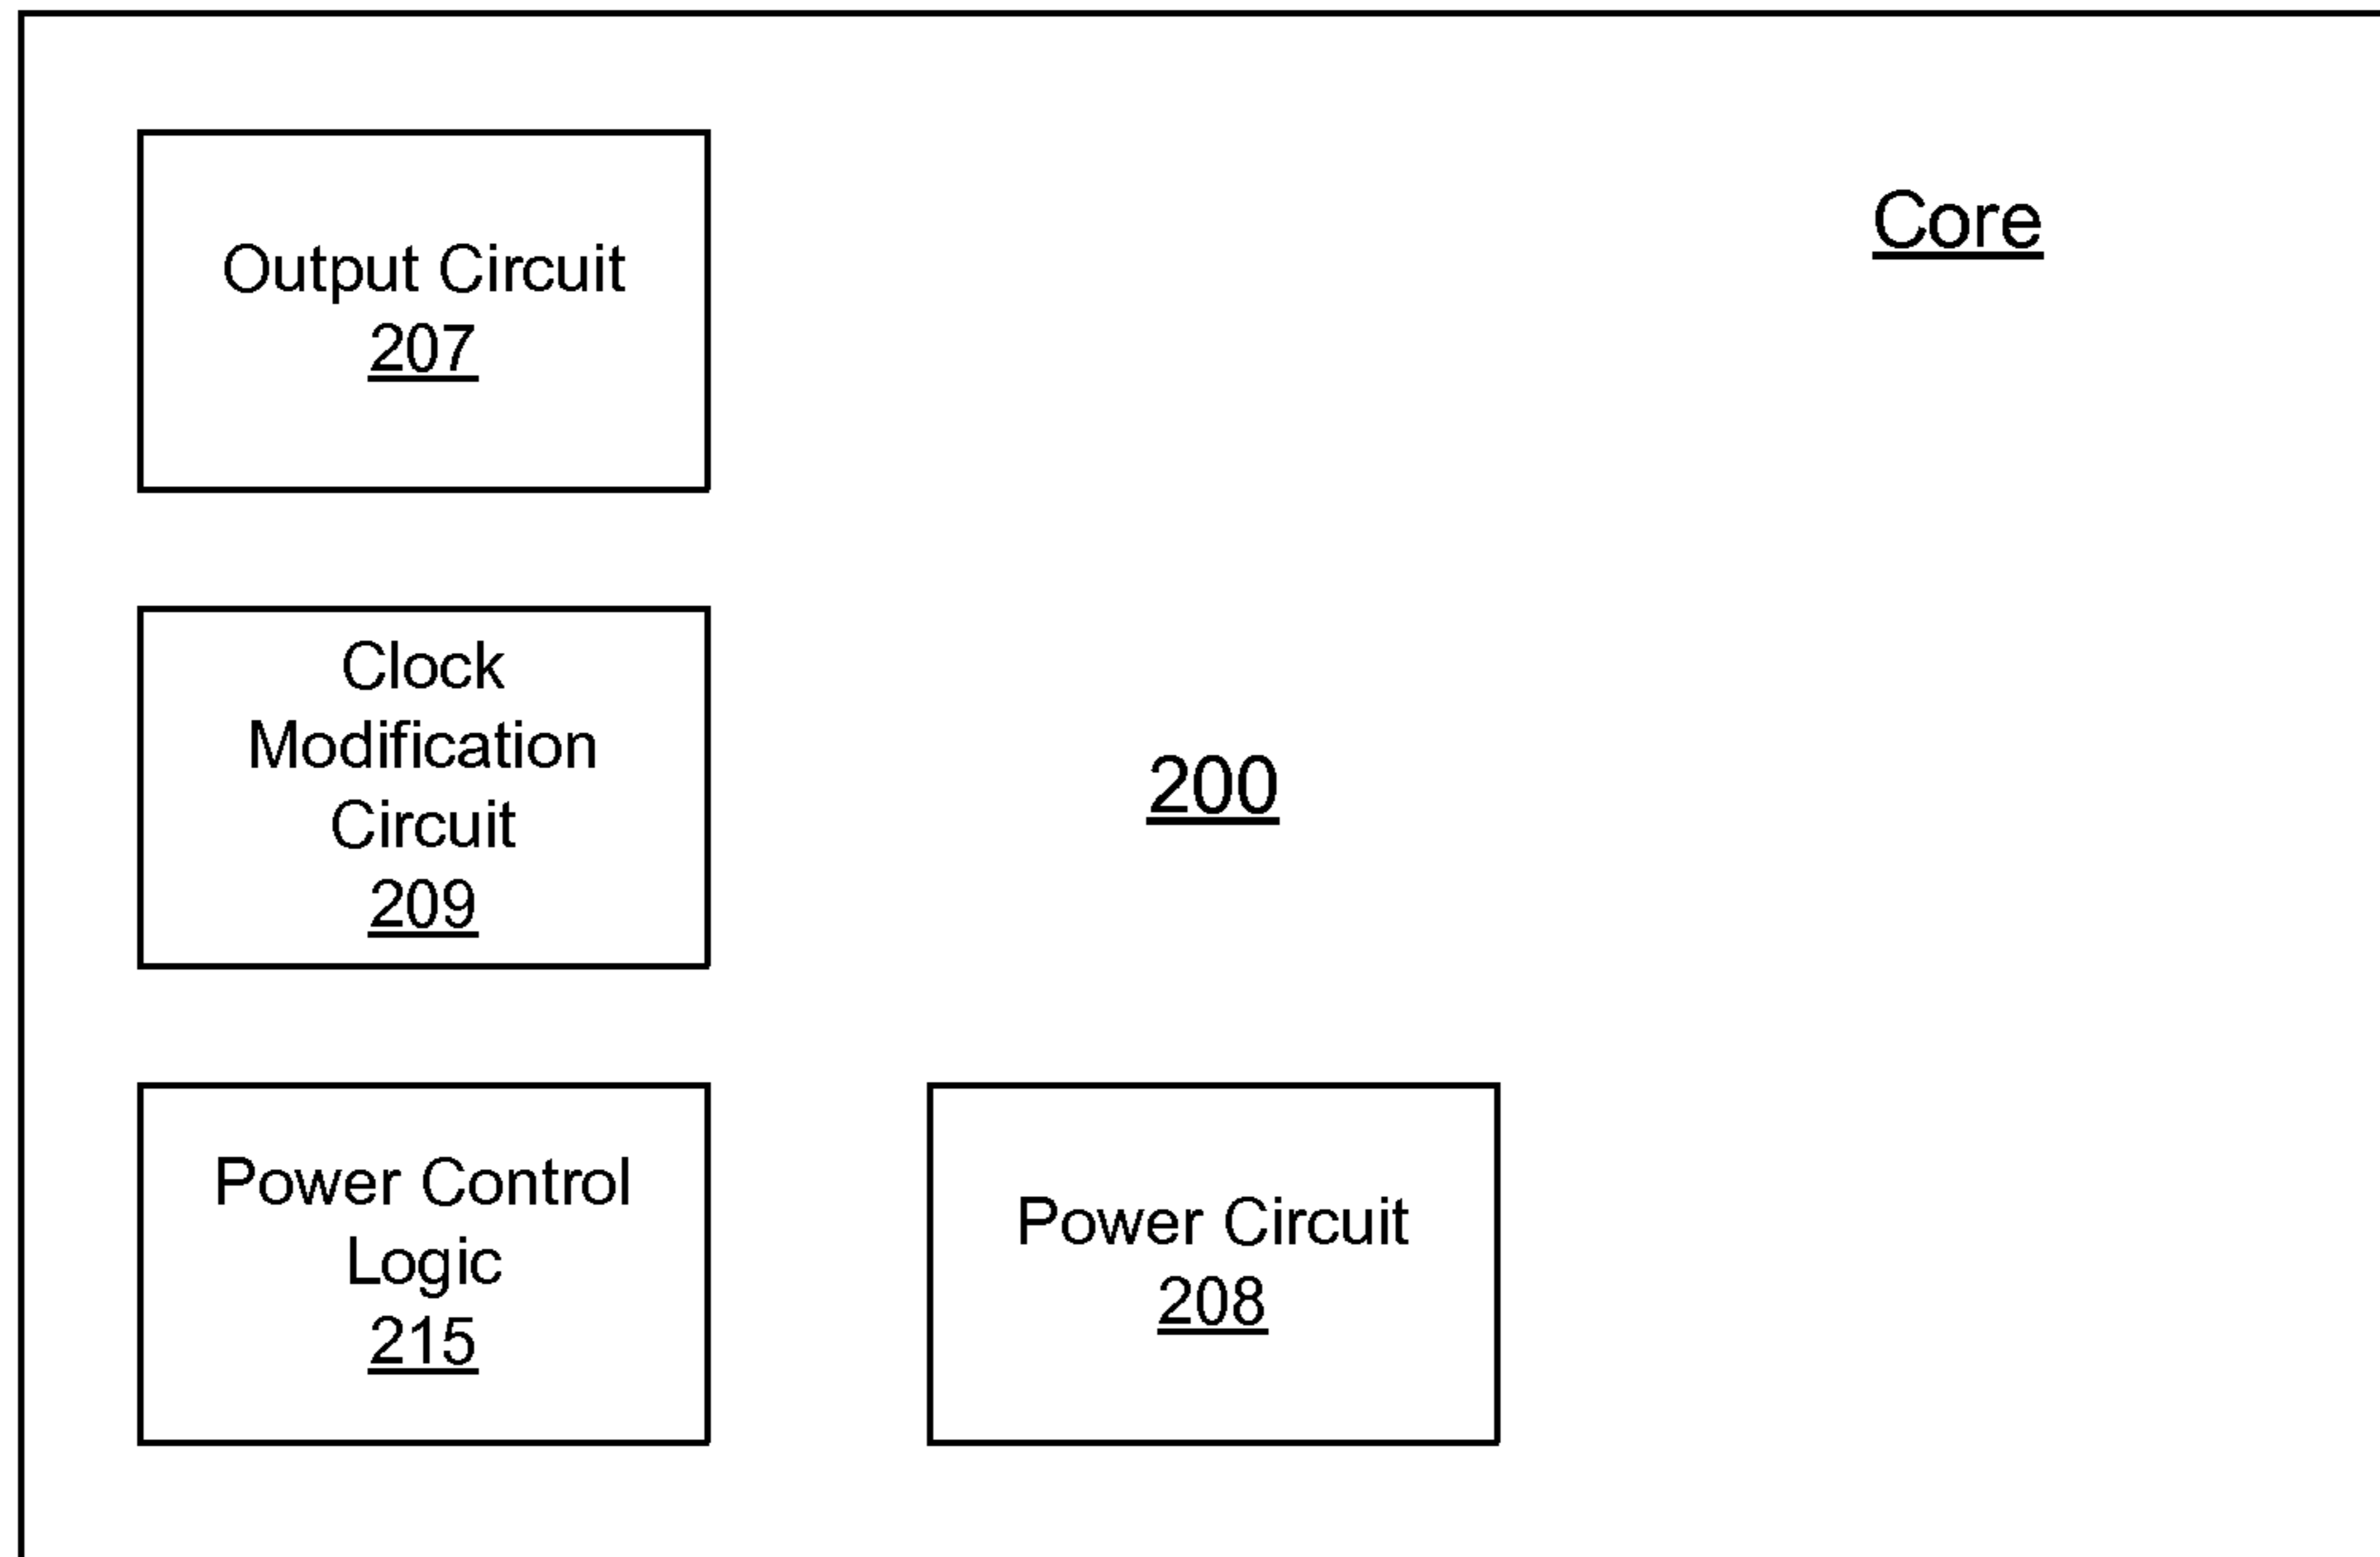 Core
Output Circuit
207
Clock
Modification
Circuit
209
200
Power Control
Logic
215
Power Circuit
208